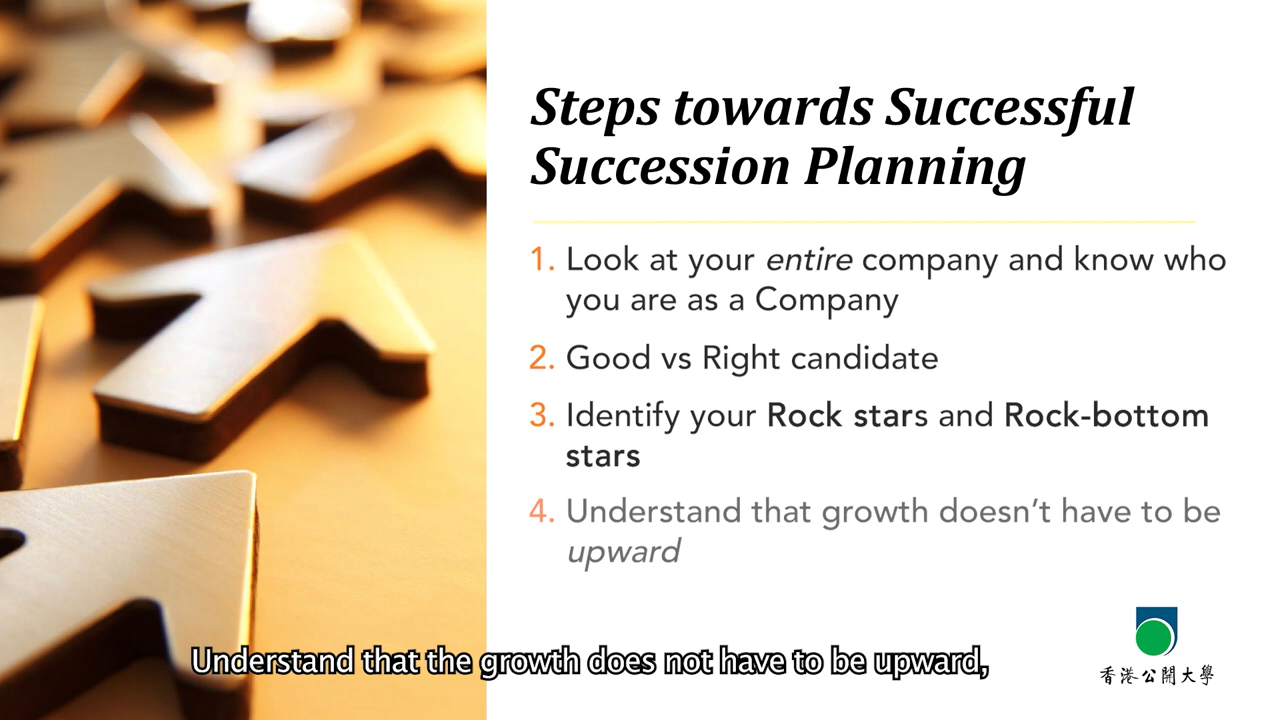 Steps towards Successful
Succession Planning
1. Look at your entire company and know who
you are as a Company
2. Good vs Right candidate
3. Identify your Rock stars and Rock-bottom
stars
4. Understand that growth doesn't have to be
upward
Understand that the growth does not have to be upward,
香港公開大學